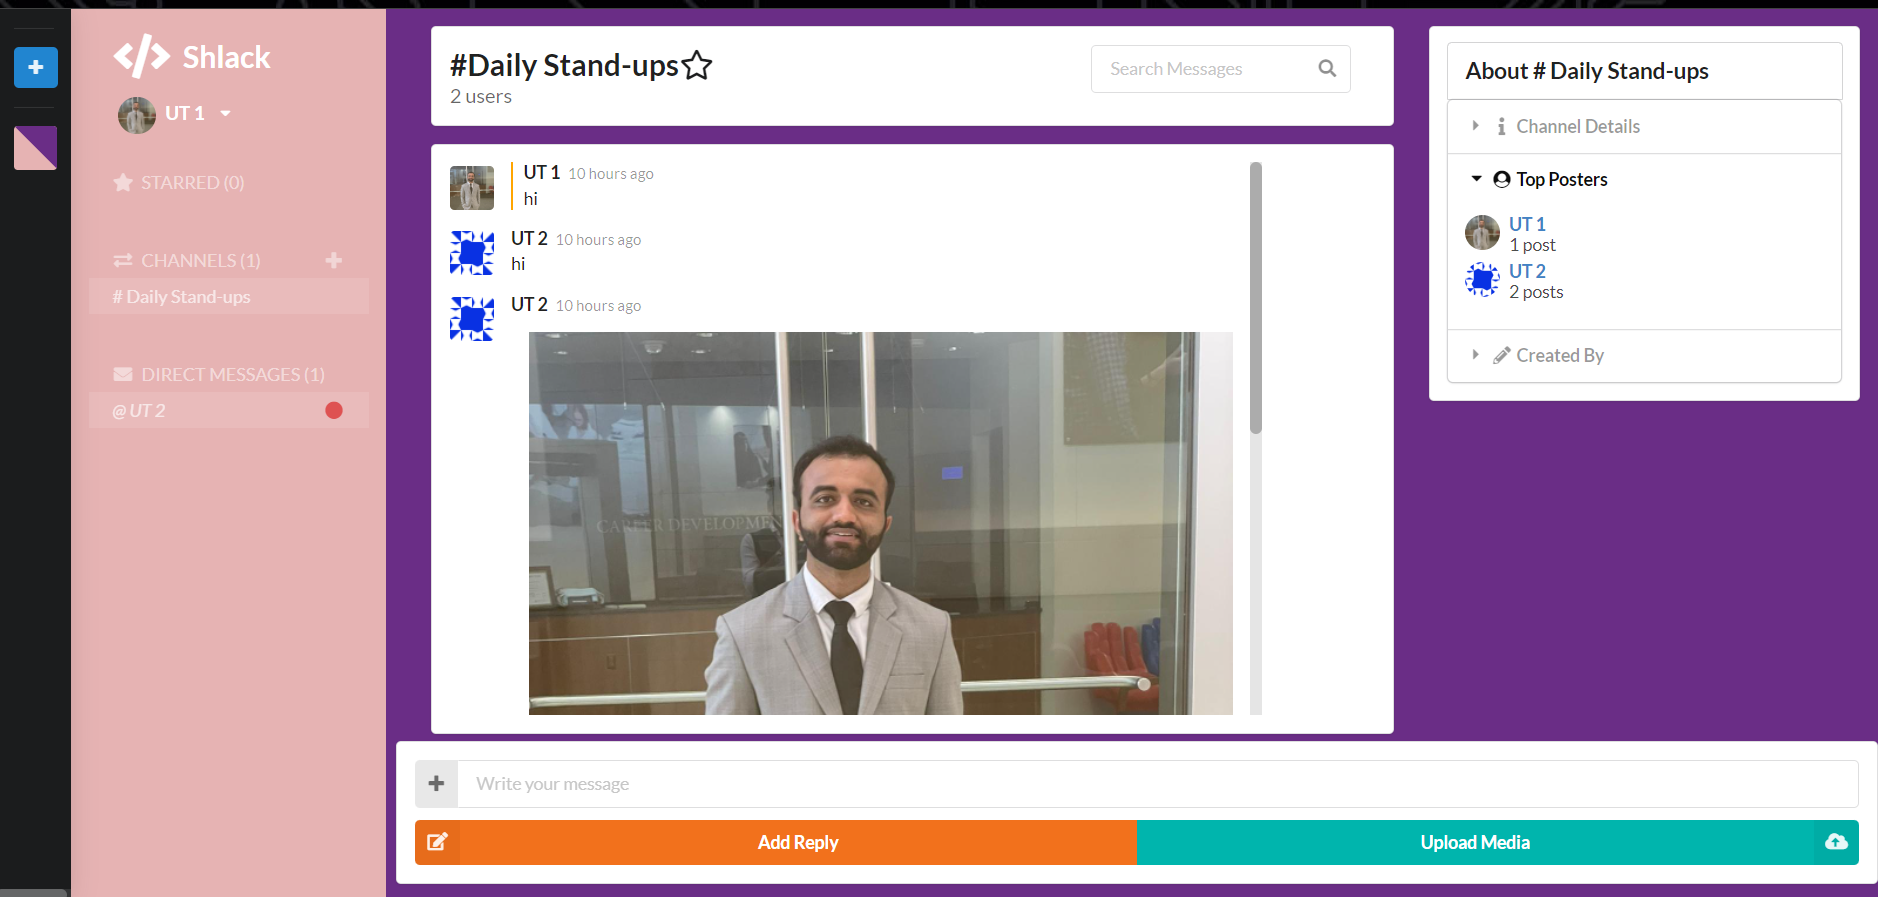 </> Shlack
UT 1
STARRED (0)
CHANNELS (1)
# Daily Stand-ups
DIRECT MESSAGES (1)
@ UT 2
#Daily Stand-ups
2 users
Search Messages
UT 1 10 hours ago
hi
UT 2 10 hours ago
hi
UT 2 10 hours ago
CAREER DEVELOPMEN
Write your message
Add Reply
Upload Media
About # Daily Stand-ups
Channel Details
Top Posters
UT 1
1 post
UT 2
2 posts
Created By